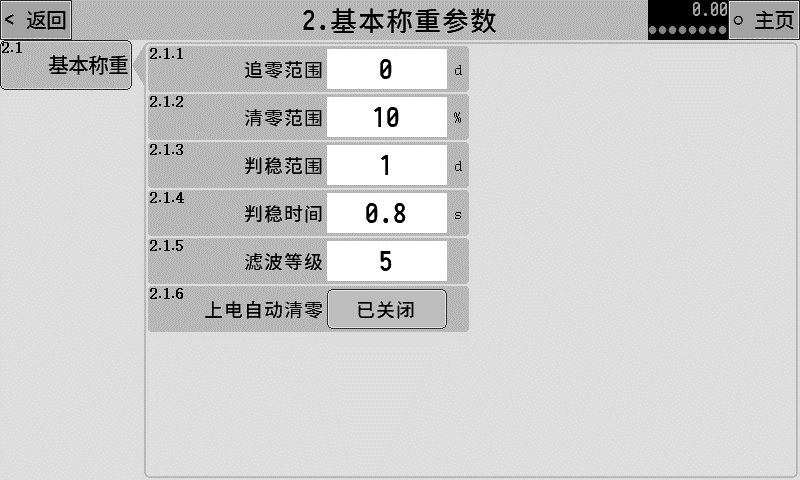 < 返回
2.基本称重参数
0.00
主页
2.1
基本称重
2.1.1
追零范围 0 d
2.1.2
清零范围 10 %
2.1.3
判稳范围 1 d
2.1.4
判稳时间 0.8 s
2.1.5
滤波等级 5
2.1.6
上电自动清零 已关闭